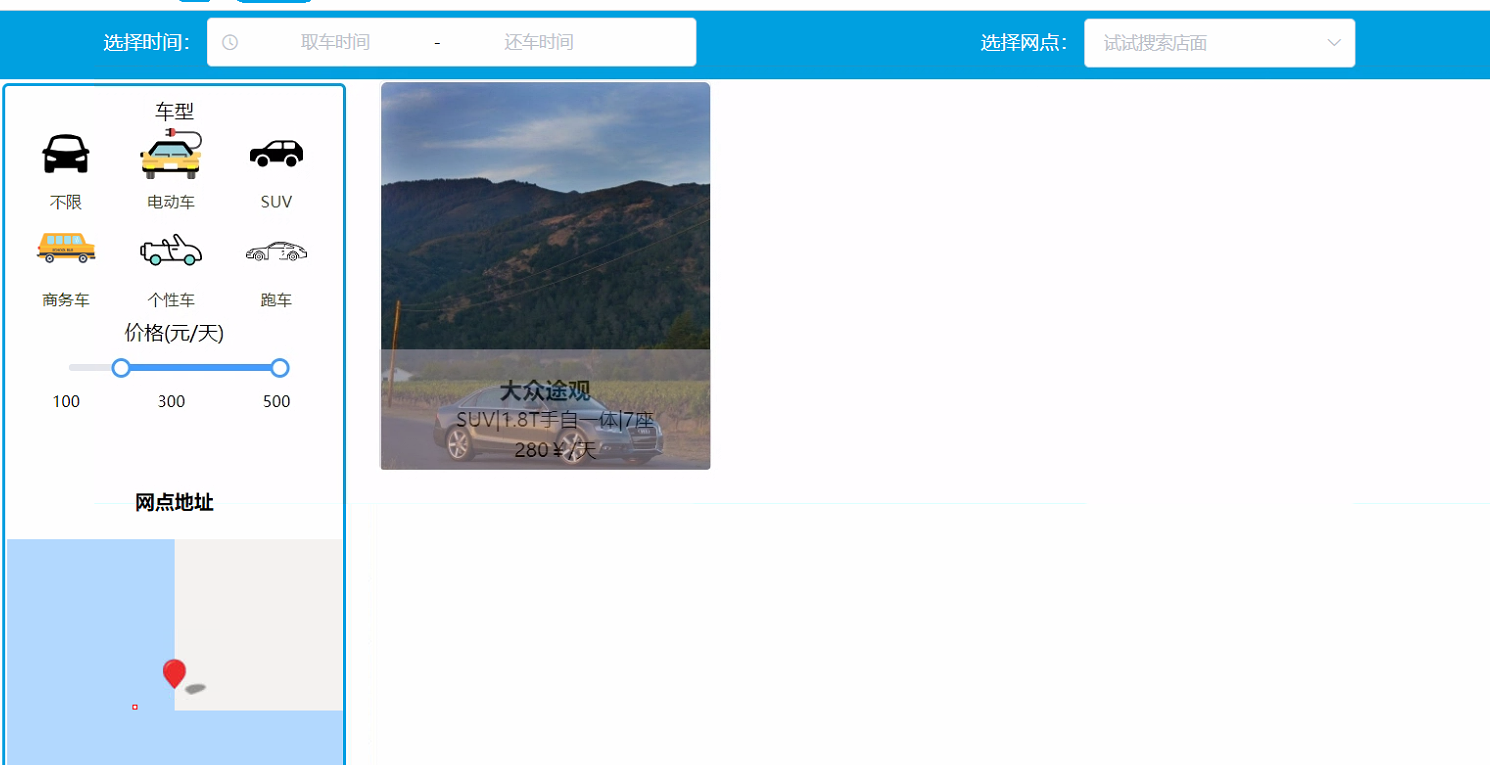 选择时间: 取车时间 - 还车时间 选择网点: 试试搜索店面
车型
不限 电动车 SUV
商务车 个性车 跑车
价格(元/天)
100 300 500
网点地址
大众途观
SUV|1.8T手自一体|7座
280¥/天